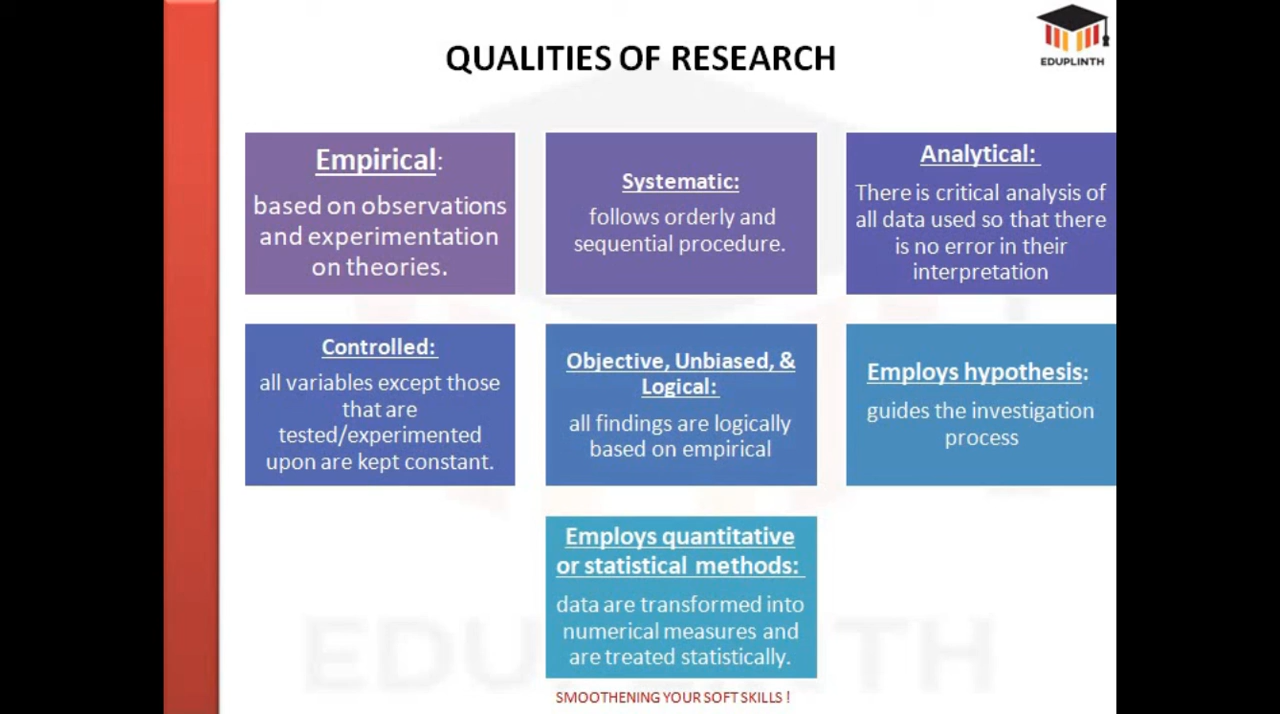 QUALITIES OF RESEARCH
EDUPLINTH
Empirical:
based on observations
and experimentation
on theories.
Systematic:
follows orderly and
sequential procedure.
Analytical:
There is critical analysis of
all data used so that there
is no error in their
interpretation
Controlled:
all variables except those
that are
tested/experimented
upon are kept constant.
Objective, Unbiased, &
Logical:
all findings are logically
based on empirical
Employs hypothesis:
guides the investigation
process
Employs quantitative
or statistical methods:
data are transformed into
numerical measures and
are treated statistically.
EDUPLINTH
SMOOTHENING YOUR SOFT SKILLS !